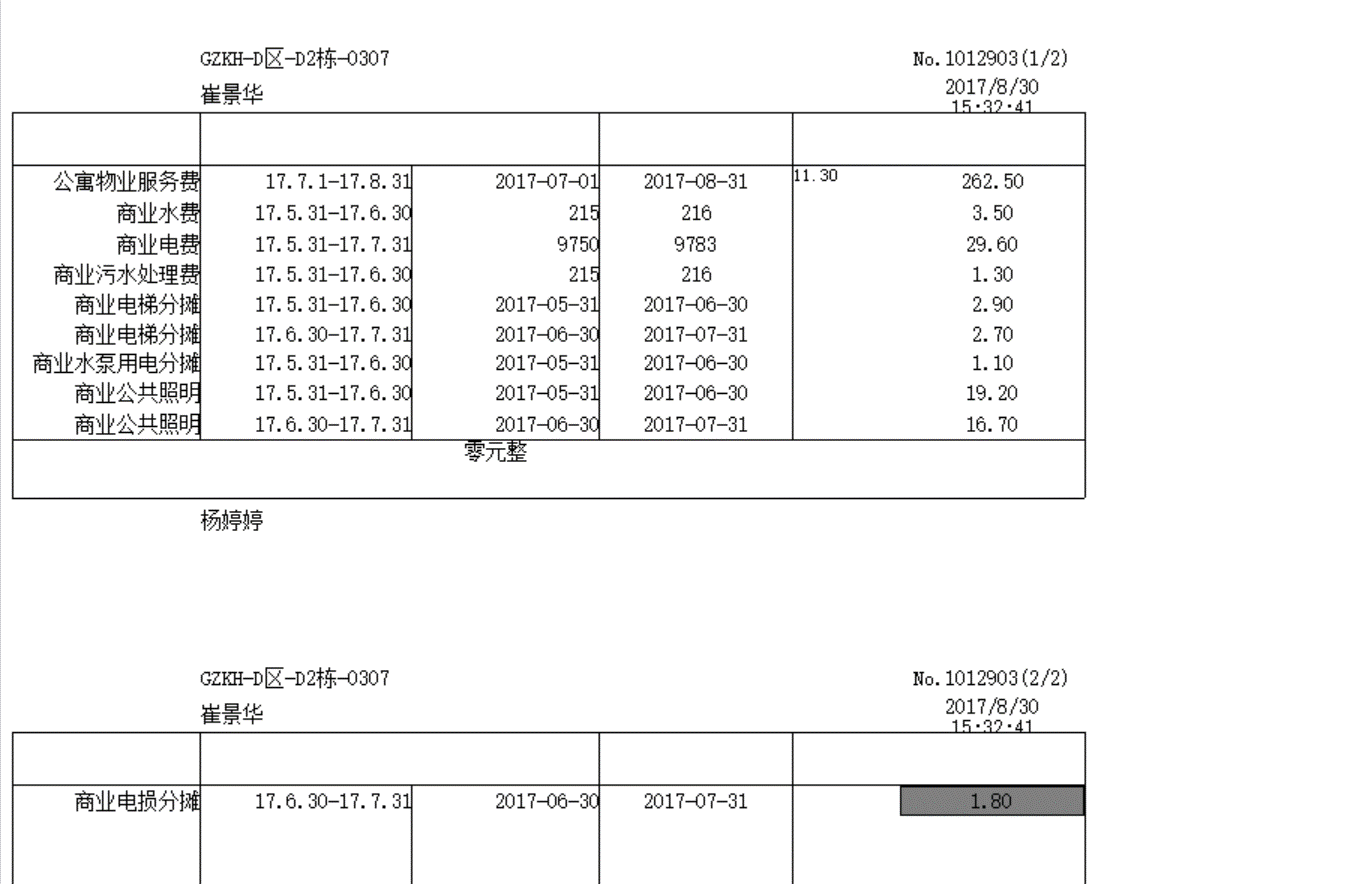 GZKH-D区-D2栋-0307 No.1012903(1/2)
崔景华 2017/8/30
15:32:41
公寓物业服务费 17.7.1-17.8.31 2017-07-01 2017-08-31 11.30 262.50
商业水费 17.5.31-17.6.30 215 216 3.50
商业电费 17.5.31-17.7.31 9750 9783 29.60
商业污水处理费 17.5.31-17.6.30 215 216 1.30
商业电梯分摊 17.5.31-17.6.30 2017-05-31 2017-06-30 2.90
商业电梯分摊 17.6.30-17.7.31 2017-06-30 2017-07-31 2.70
商业水泵用电分摊 17.5.31-17.6.30 2017-05-31 2017-06-30 1.10
商业公共照明 17.5.31-17.6.30 2017-05-31 2017-06-30 19.20
商业公共照明 17.6.30-17.7.31 2017-06-30 2017-07-31 16.70
零元整
杨婷婷
GZKH-D区-D2栋-0307 No.1012903(2/2)
崔景华 2017/8/30
15:32:41
商业电损分摊 17.6.30-17.7.31 2017-06-30 2017-07-31 1.80